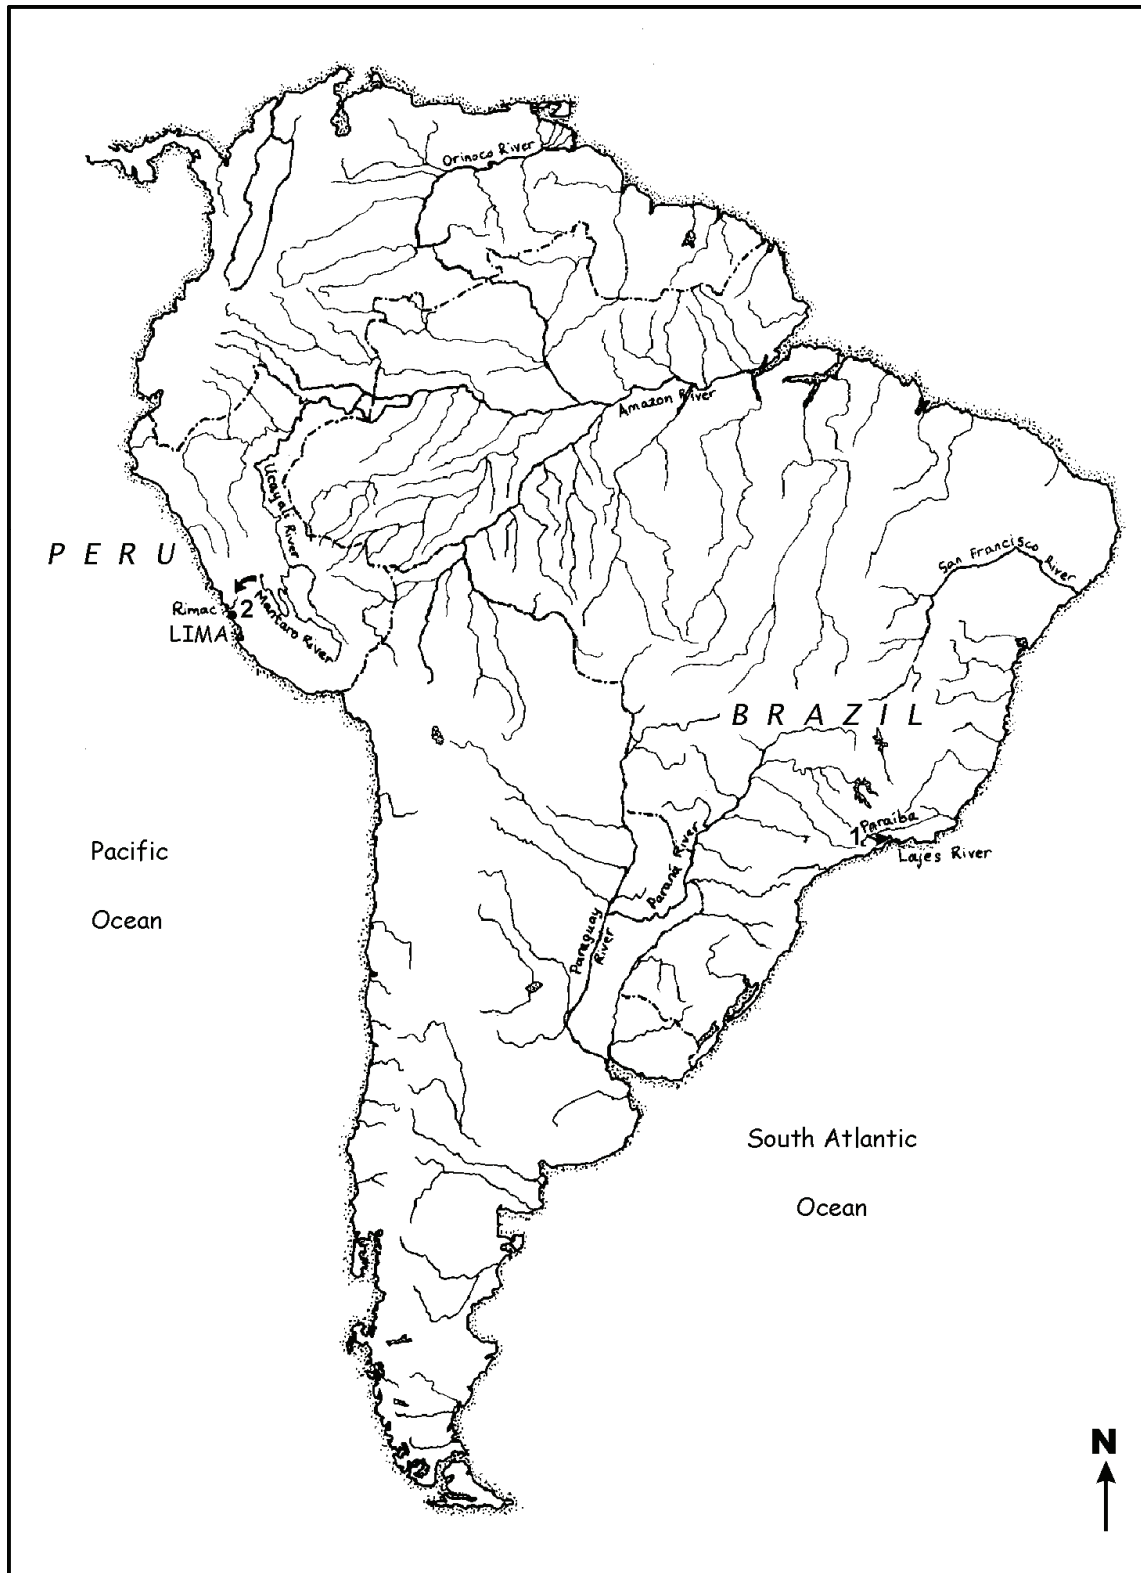 Orinoco River
Amazon River
Ucayali River
San Francisco River
PERU
Rimac
2
Mantaro River
LIMA
BRAZIL
Paraiba
1
Lajes River
Pacific
Ocean
Paraná River
Paraguay
River
South Atlantic
Ocean
N